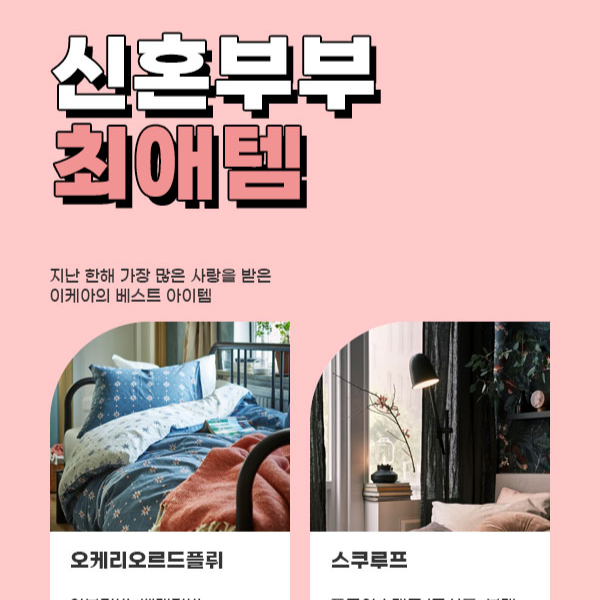 신혼부부
최애템
지난 한해 가장 많은 사랑을 받은
이케아의 베스트 아이템
오케리오르드플뤼
스쿠루프